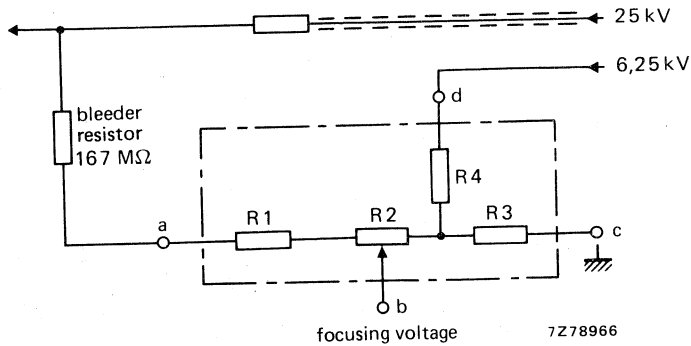 25 kV
6,25 kV
d
bleeder
resistor
167 MΩ
R4
a
R1
R2
R3
c
b
focusing voltage
7Z78966